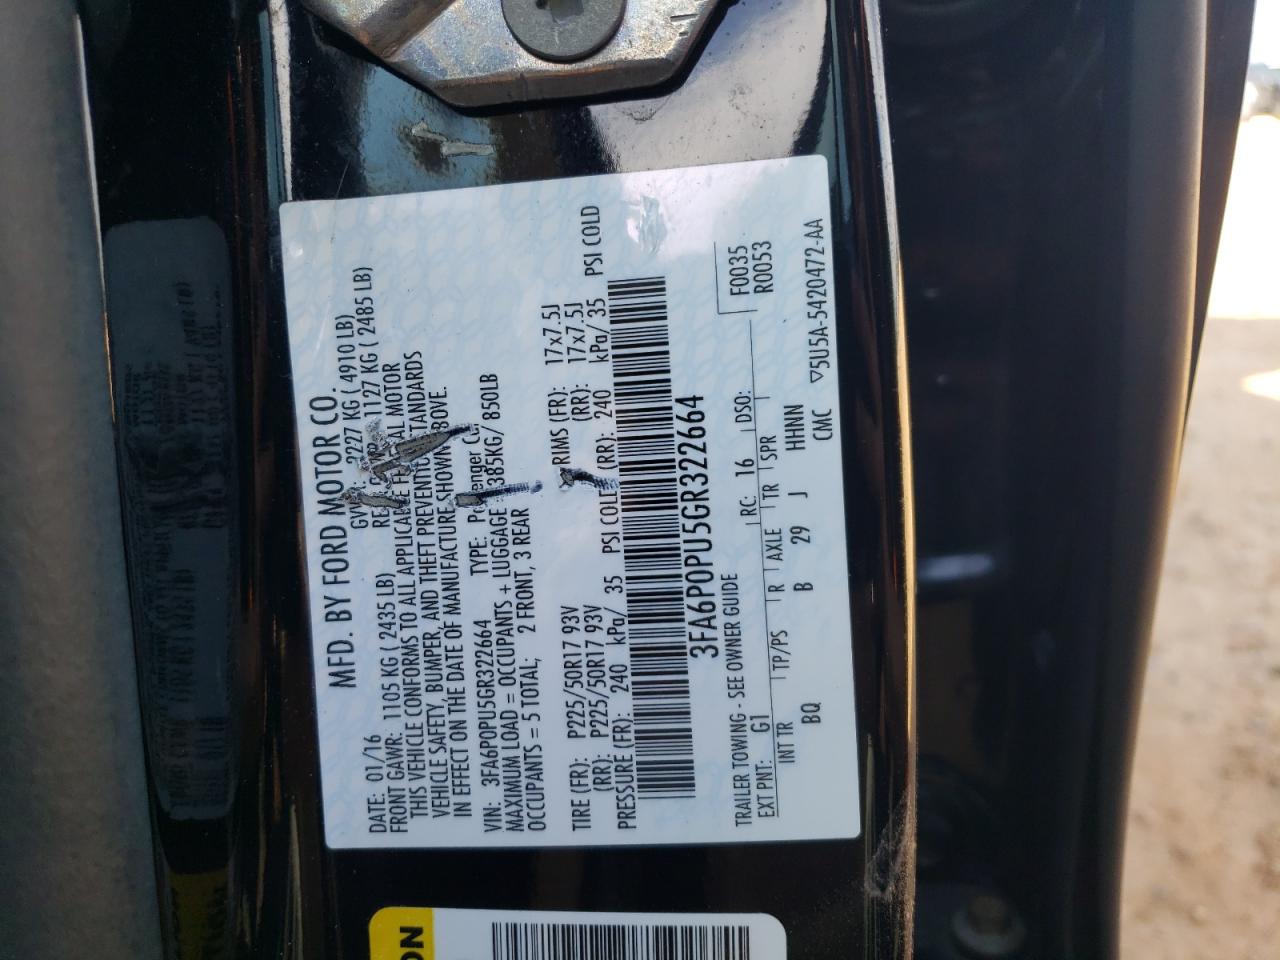 MFD. BY FORD MOTOR CO.
DATE: 01/16 2227 KG ( 4910 LB)
FRONT GAWR: 1105 KG ( 2435 LB) 1127 KG ( 2485 LB)
THIS VEHICLE CONFORMS TO ALL APPLICABLE MOTOR
VEHICLE SAFETY, BUMPER, AND THEFT PREVENTION STANDARDS
IN EFFECT ON THE DATE OF MANUFACTURE SHOWN ABOVE.
VIN: 3FA6P0PU5GR322664 TYPE:
MAXIMUM LOAD = OCCUPANTS + LUGGAGE = 385KG/ 850LB
OCCUPANTS = 5 TOTAL; 2 FRONT, 3 REAR
TIRE (FR): P225/50R17 93V RIMS (FR): 17x7.5J
(RR): P225/50R17 93V (RR): 17x7.5J
PRESSURE (FR): 240 kPa/ 35 PSI COLD (RR): 240 kPa/ 35 PSI COLD
3FA6P0PU5GR322664
TRAILER TOWING - SEE OWNER GUIDE F0035
EXT PNT: G1 RC: 16 DSO: R0053
INT TR TP/PS R AXLE TR SPR
BQ B 29 J HHNN
CMC ▽5U5A-5420472-AA
ON